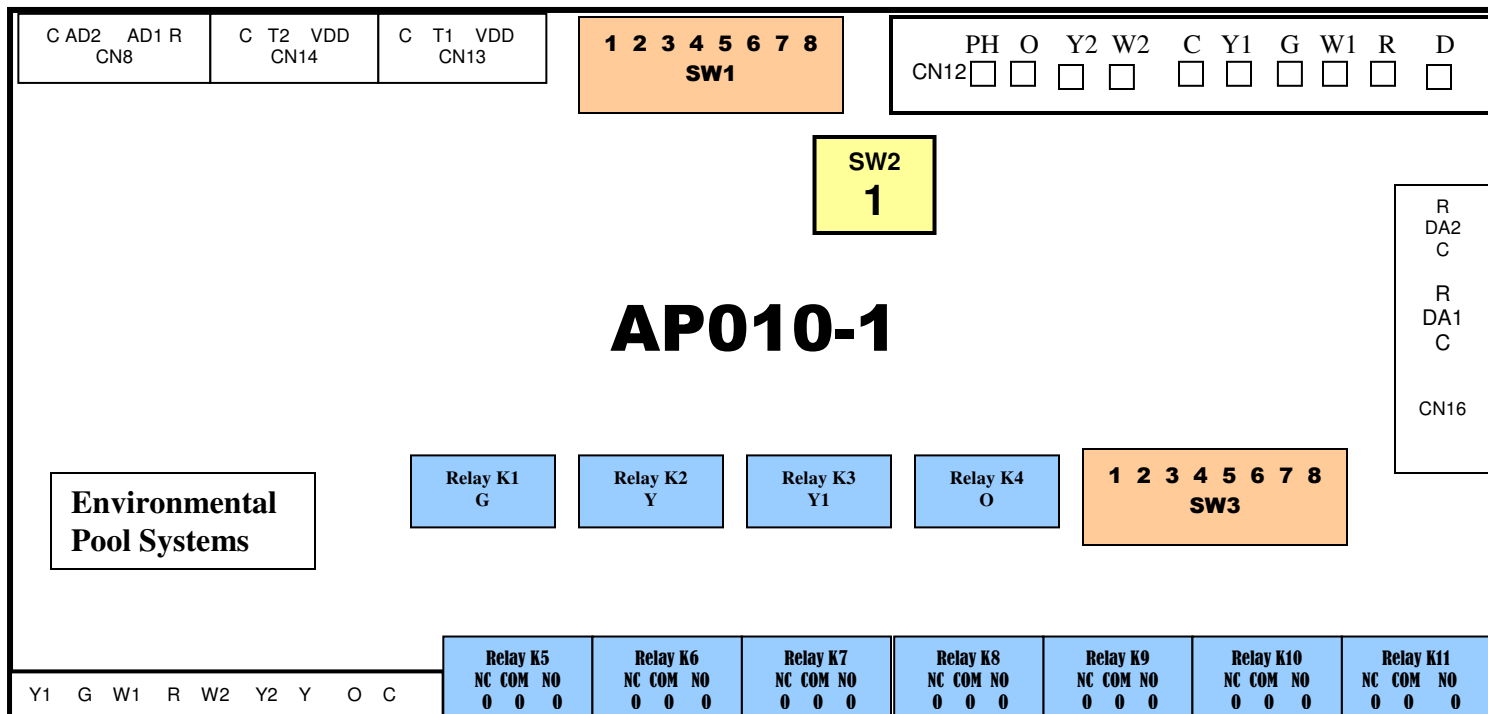 C AD2 AD1 R
CN8
C T2 VDD
CN14
C T1 VDD
CN13
1 2 3 4 5 6 7 8
SW1
PH O Y2 W2 C Y1 G W1 R D
CN12
SW2
1
R
DA2
C
R
DA1
C
CN16
AP010-1
Environmental
Pool Systems
Relay K1
G
Relay K2
Y
Relay K3
Y1
Relay K4
O
1 2 3 4 5 6 7 8
SW3
Y1 G W1 R W2 Y2 Y O C
Relay K5
NC COM NO
0 0 0
Relay K6
NC COM NO
0 0 0
Relay K7
NC COM NO
0 0 0
Relay K8
NC COM NO
0 0 0
Relay K9
NC COM NO
0 0 0
Relay K10
NC COM NO
0 0 0
Relay K11
NC COM NO
0 0 0